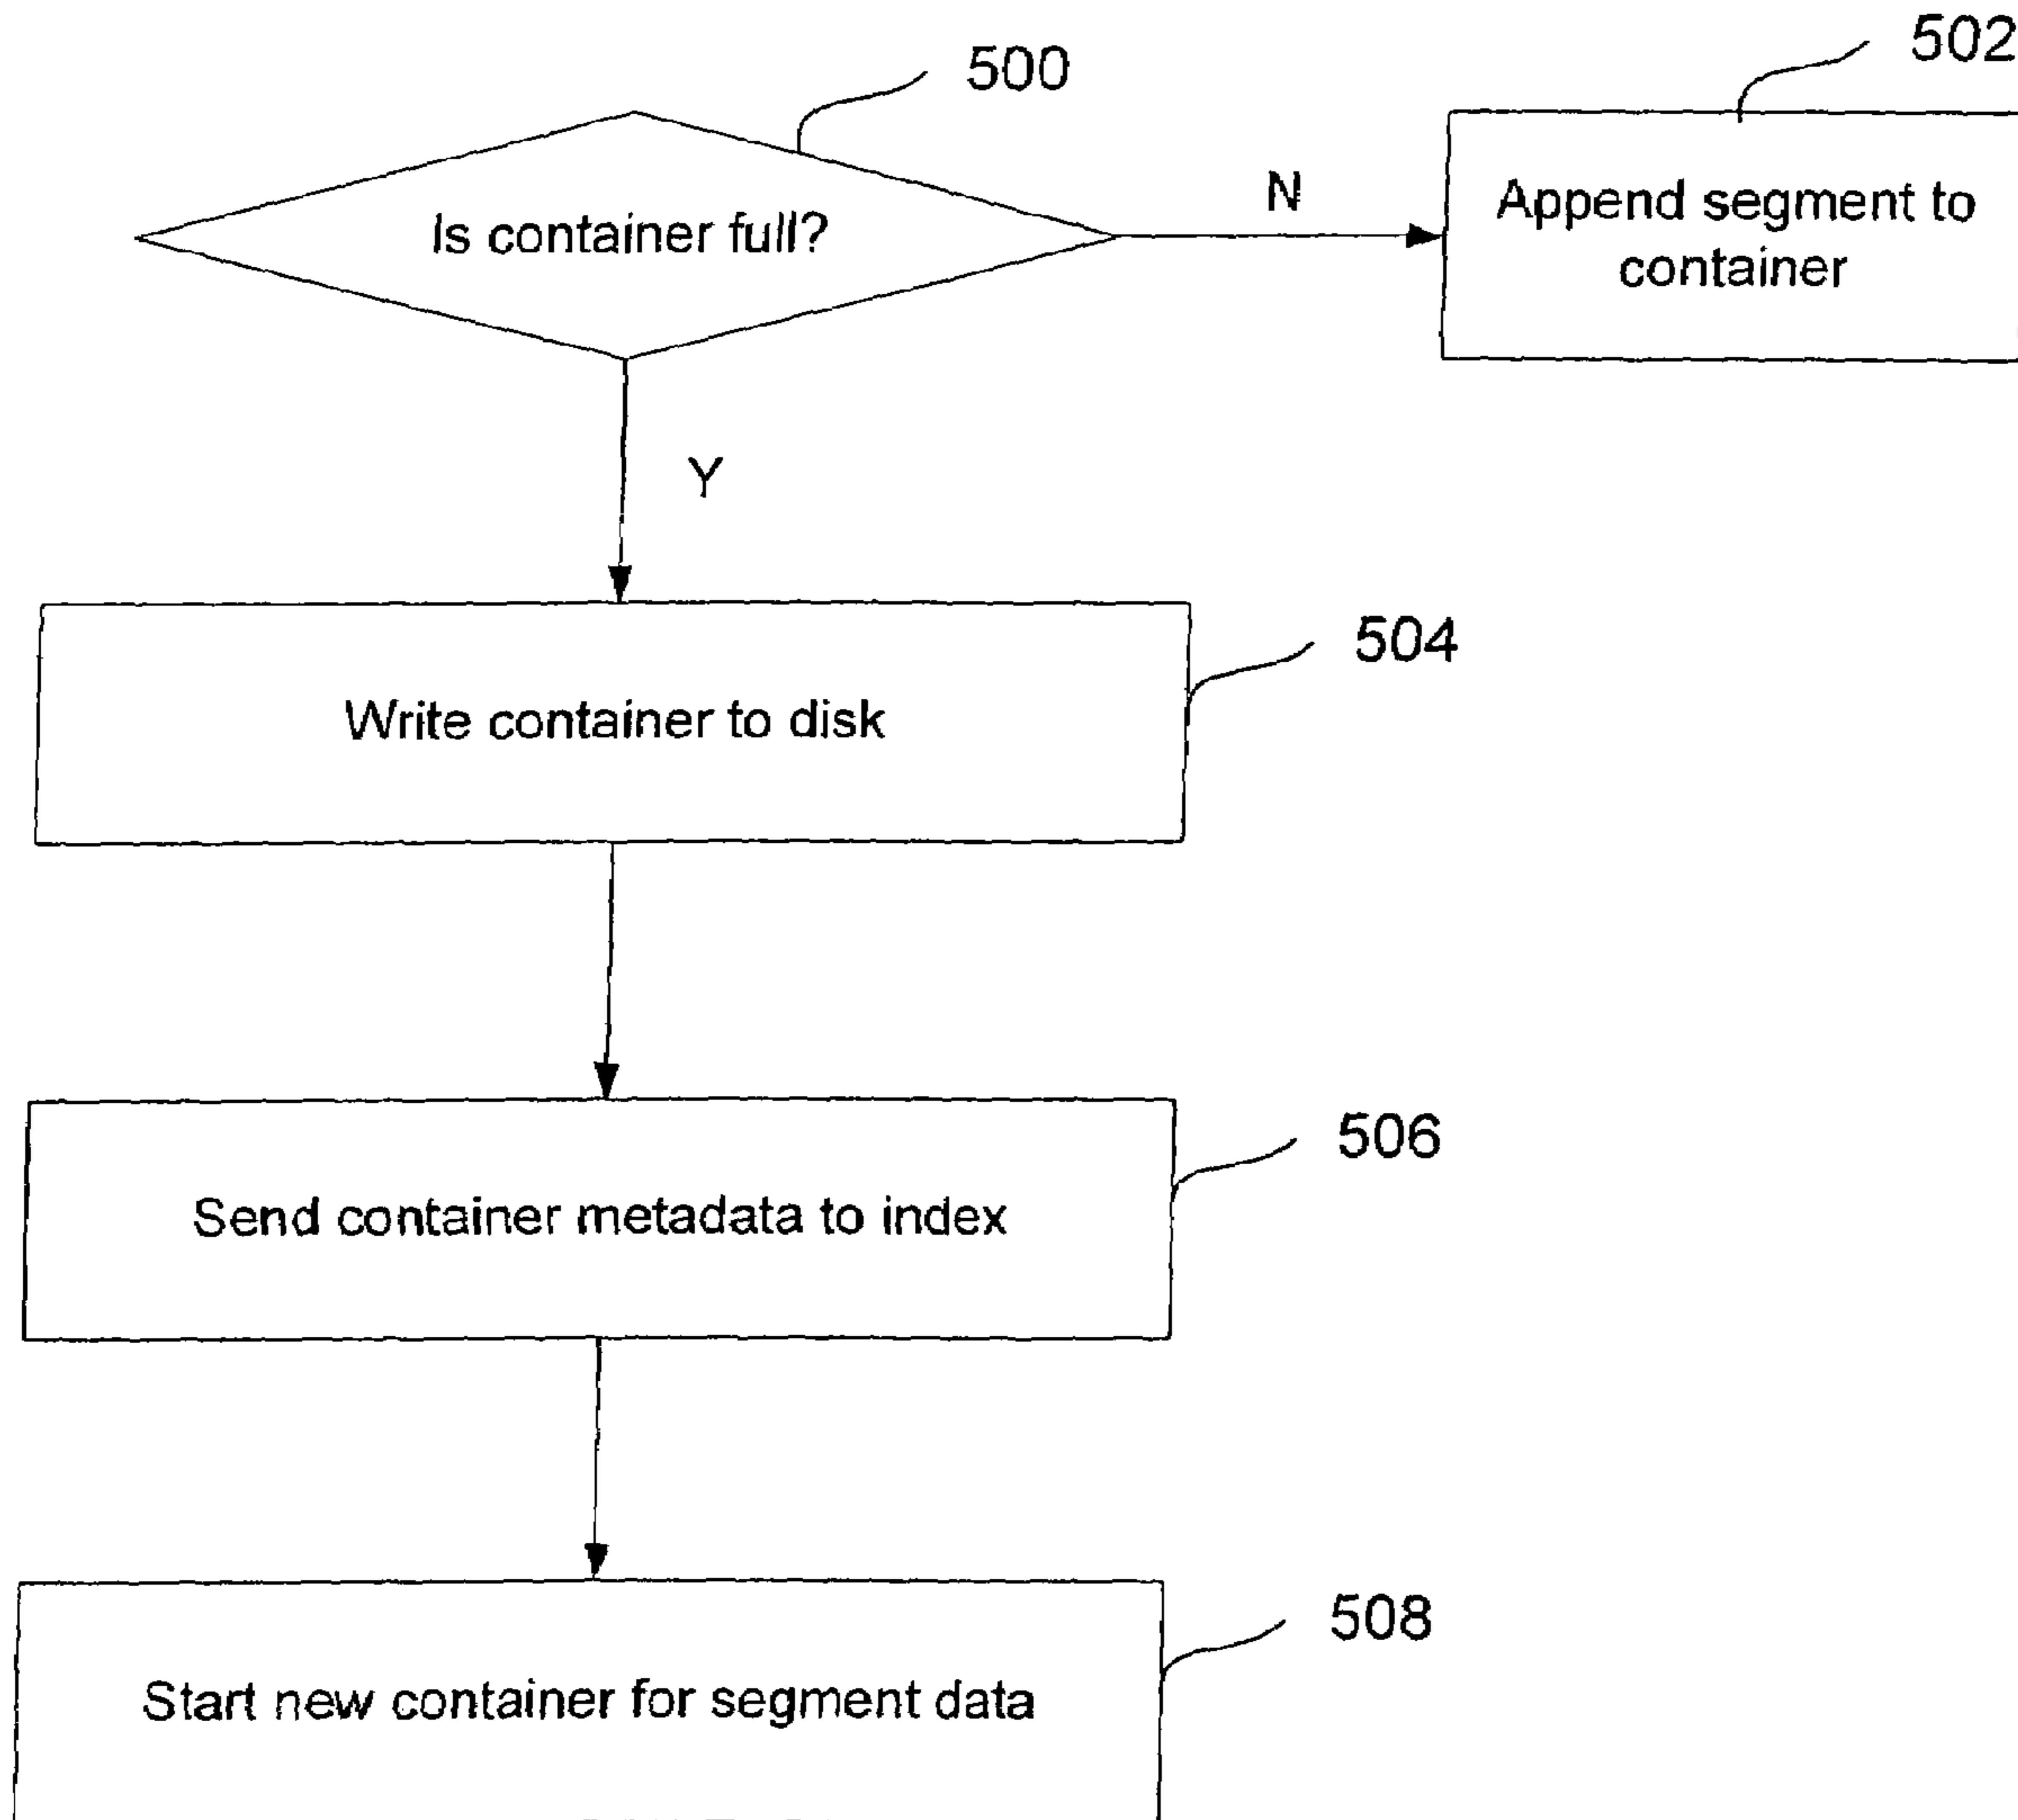 500
502
Is container full?
N
Append segment to
container
Y
504
Write container to disk
506
Send container metadata to index
508
Start new container for segment data